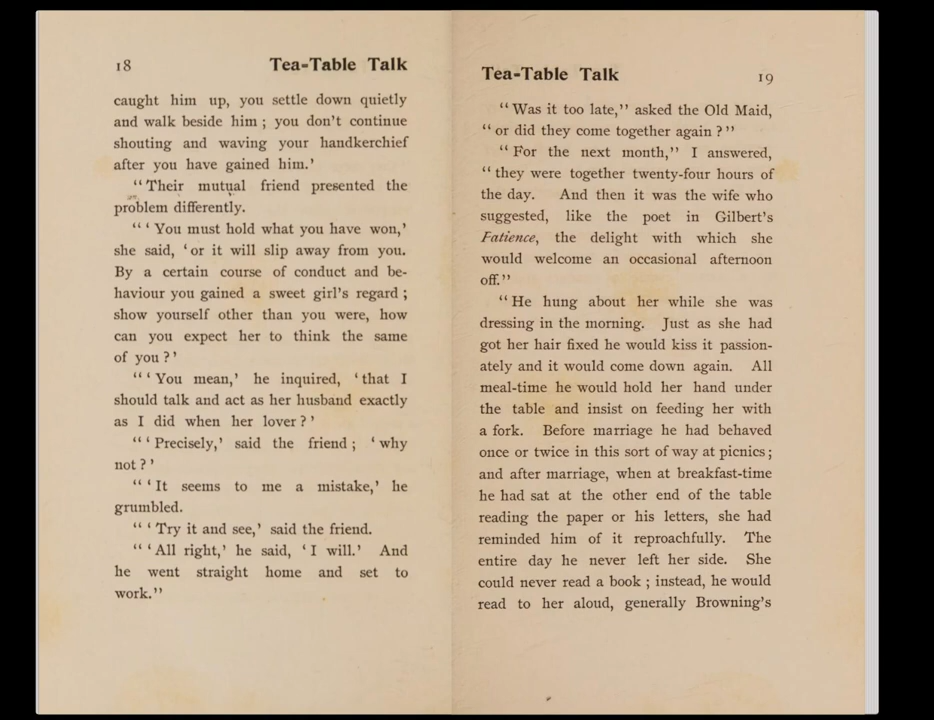 18 Tea-Table Talk
caught him up, you settle down quietly
and walk beside him ; you don't continue
shouting and waving your handkerchief
after you have gained him.'
“Their mutual friend presented the
problem differently.
“‘You must hold what you have won,’
she said, ‘or it will slip away from you.
By a certain course of conduct and be-
haviour you gained a sweet girl's regard ;
show yourself other than you were, how
can you expect her to think the same
of you ?’
“‘You mean,’ he inquired, ‘that I
should talk and act as her husband exactly
as I did when her lover ?’
“‘Precisely,’ said the friend ; ‘why
not ?’
“‘It seems to me a mistake,’ he
grumbled.
“‘Try it and see,’ said the friend.
“‘All right,’ he said, ‘I will.’ And
he went straight home and set to
work.”
Tea-Table Talk 19
“Was it too late,” asked the Old Maid,
“or did they come together again ?”
“For the next month,” I answered,
“they were together twenty-four hours of
the day. And then it was the wife who
suggested, like the poet in Gilbert's
Patience, the delight with which she
would welcome an occasional afternoon
off.”
“He hung about her while she was
dressing in the morning. Just as she had
got her hair fixed he would kiss it passion-
ately and it would come down again. All
meal-time he would hold her hand under
the table and insist on feeding her with
a fork. Before marriage he had behaved
once or twice in this sort of way at picnics ;
and after marriage, when at breakfast-time
he had sat at the other end of the table
reading the paper or his letters, she had
reminded him of it reproachfully. The
entire day he never left her side. She
could never read a book ; instead, he would
read to her aloud, generally Browning's